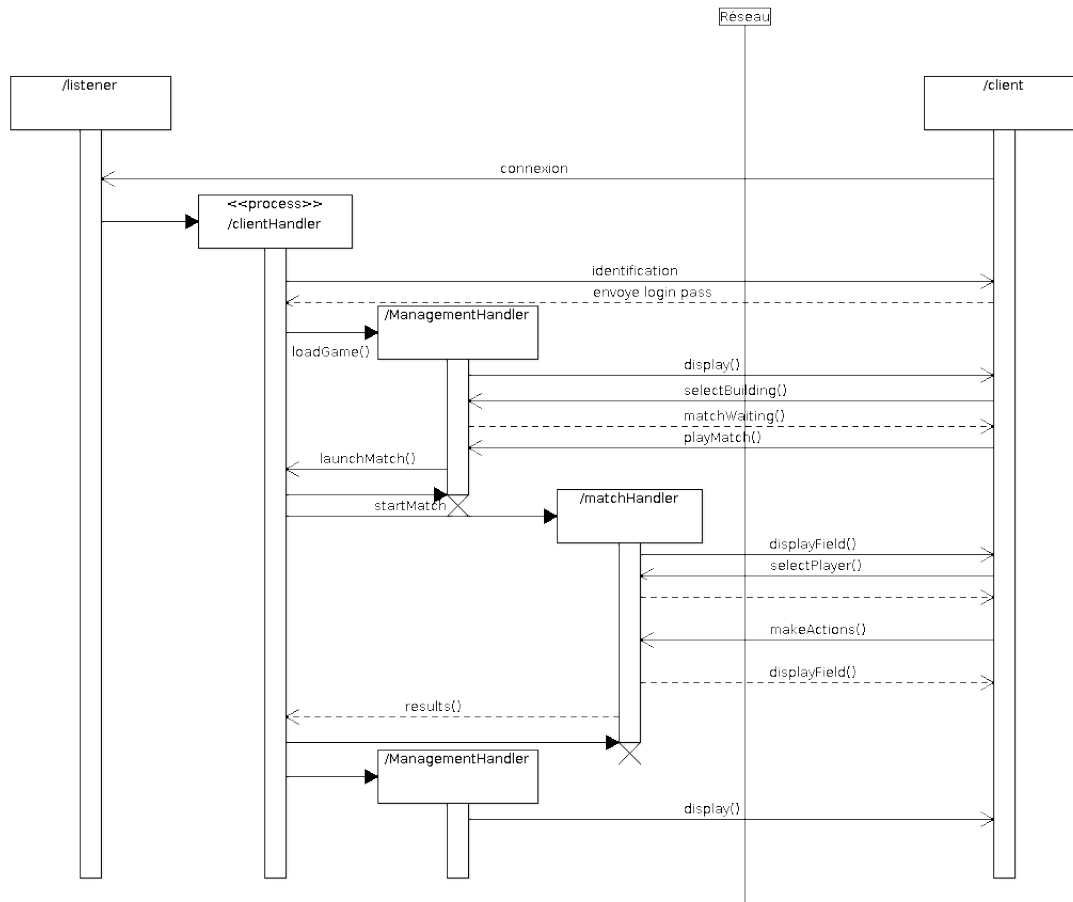 Réseau
/listener
/client
connexion
<<process>>
/clientHandler
identification
envoye login pass
/ManagementHandler
loadGame()
display()
selectBuilding()
matchWaiting()
playMatch()
launchMatch()
startMatch
/matchHandler
displayField()
selectPlayer()
makeActions()
displayField()
results()
/ManagementHandler
display()